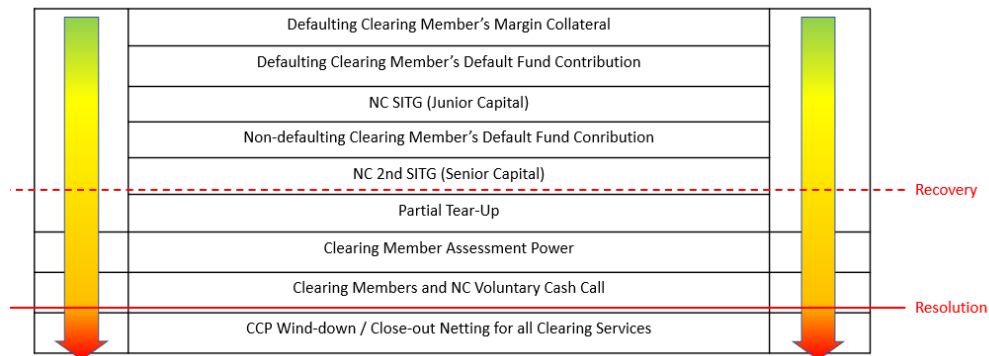 Defaulting Clearing Member's Margin Collateral
Defaulting Clearing Member's Default Fund Contribution
NC SITG (Junior Capital)
Non-defaulting Clearing Member's Default Fund Conribution
NC 2nd SITG (Senior Capital)
Recovery
Partial Tear-Up
Clearing Member Assessment Power
Clearing Members and NC Voluntary Cash Call
Resolution
CCP Wind-down / Close-out Netting for all Clearing Services